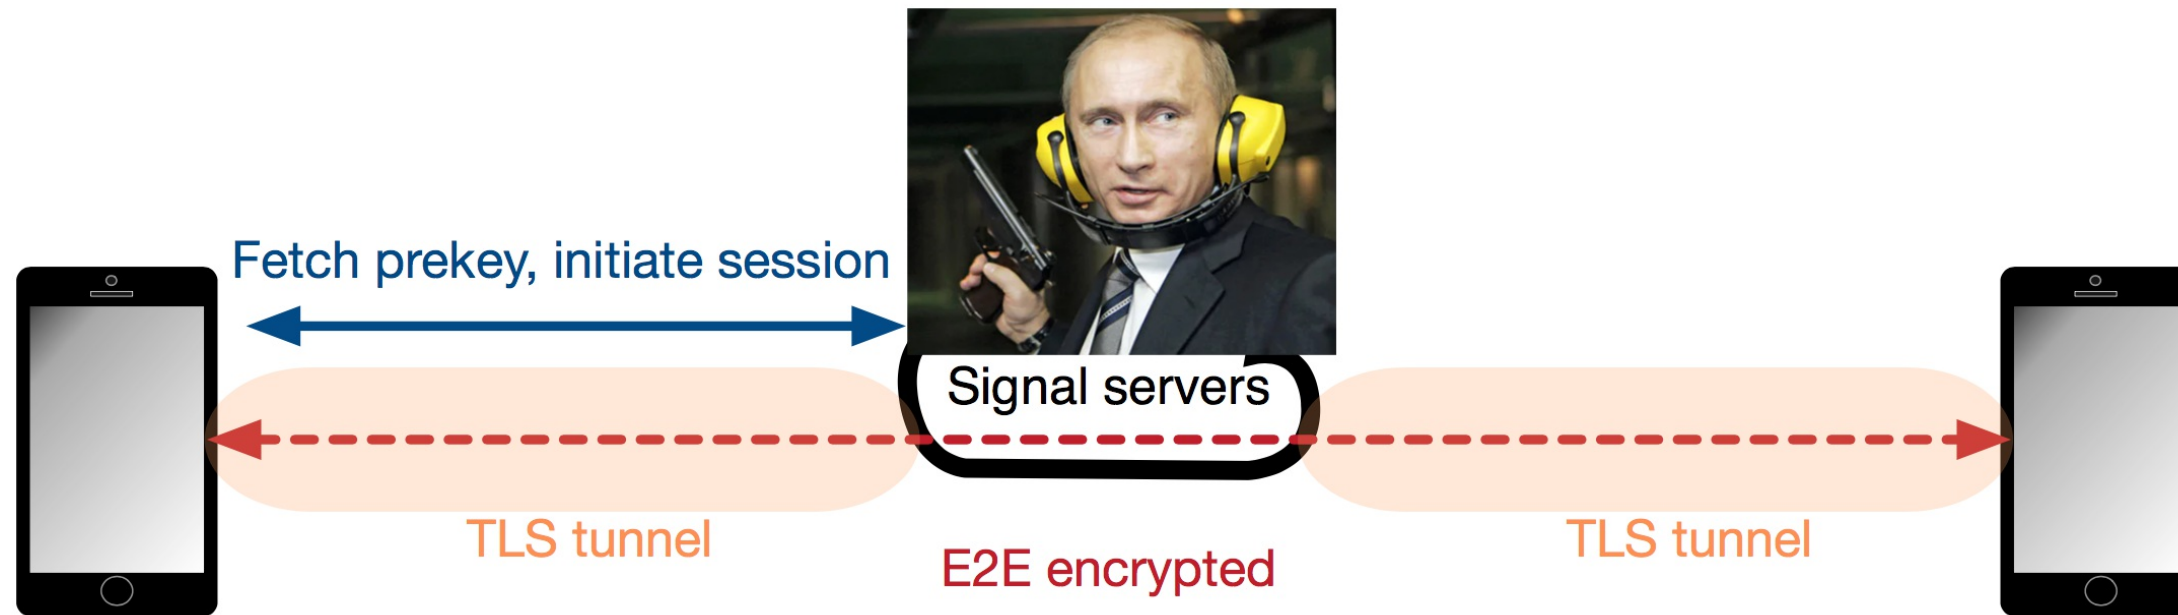 Fetch prekey, initiate session
Signal servers
TLS tunnel
TLS tunnel
E2E encrypted